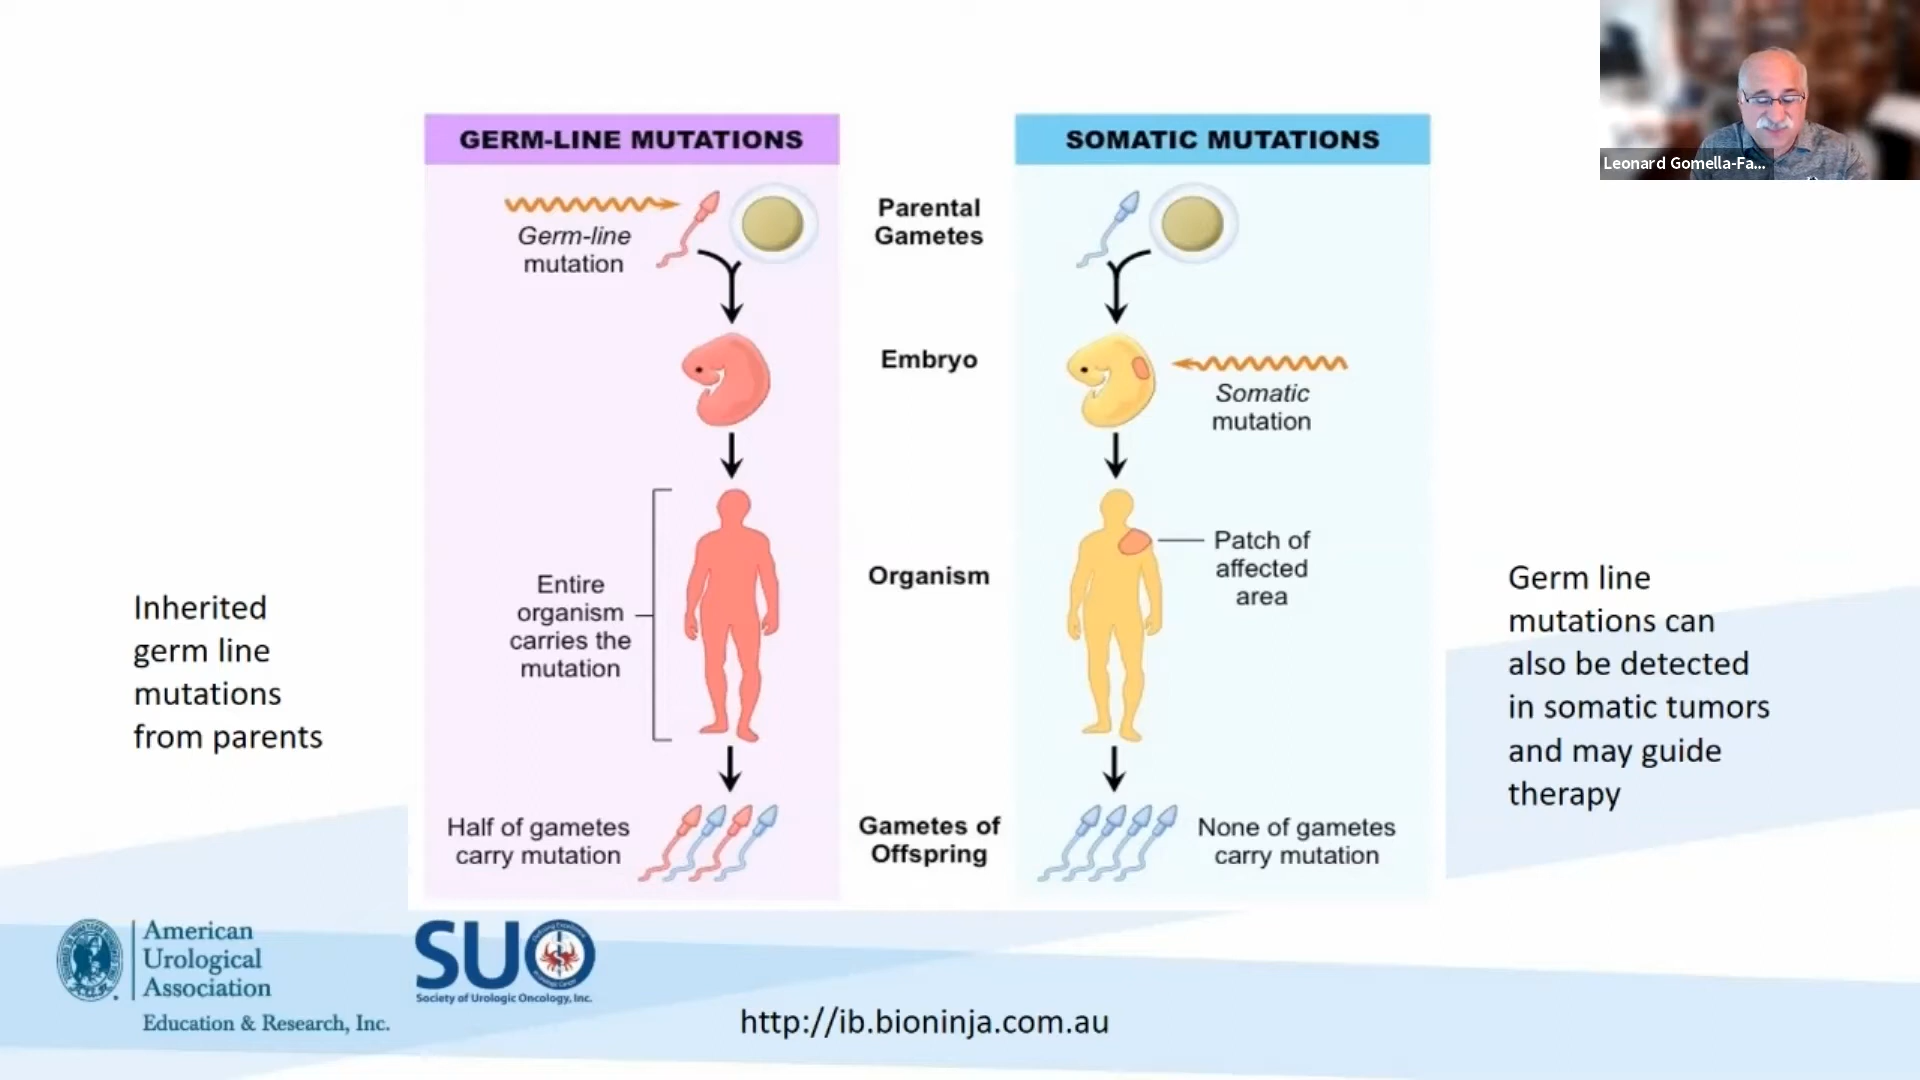 Leonard Gomella-Fa...
GERM-LINE MUTATIONS
SOMATIC MUTATIONS
Germ-line
mutation
Parental
Gametes
Embryo
Somatic
mutation
Entire
organism
carries the
mutation
Organism
Patch of
affected
area
Half of gametes
carry mutation
Gametes of
Offspring
None of gametes
carry mutation
Inherited
germ line
mutations
from parents
Germ line
mutations can
also be detected
in somatic tumors
and may guide
therapy
American
Urological
Association
Education & Research, Inc.
SUO
Society of Urologic Oncology, Inc.
http://ib.bioninja.com.au